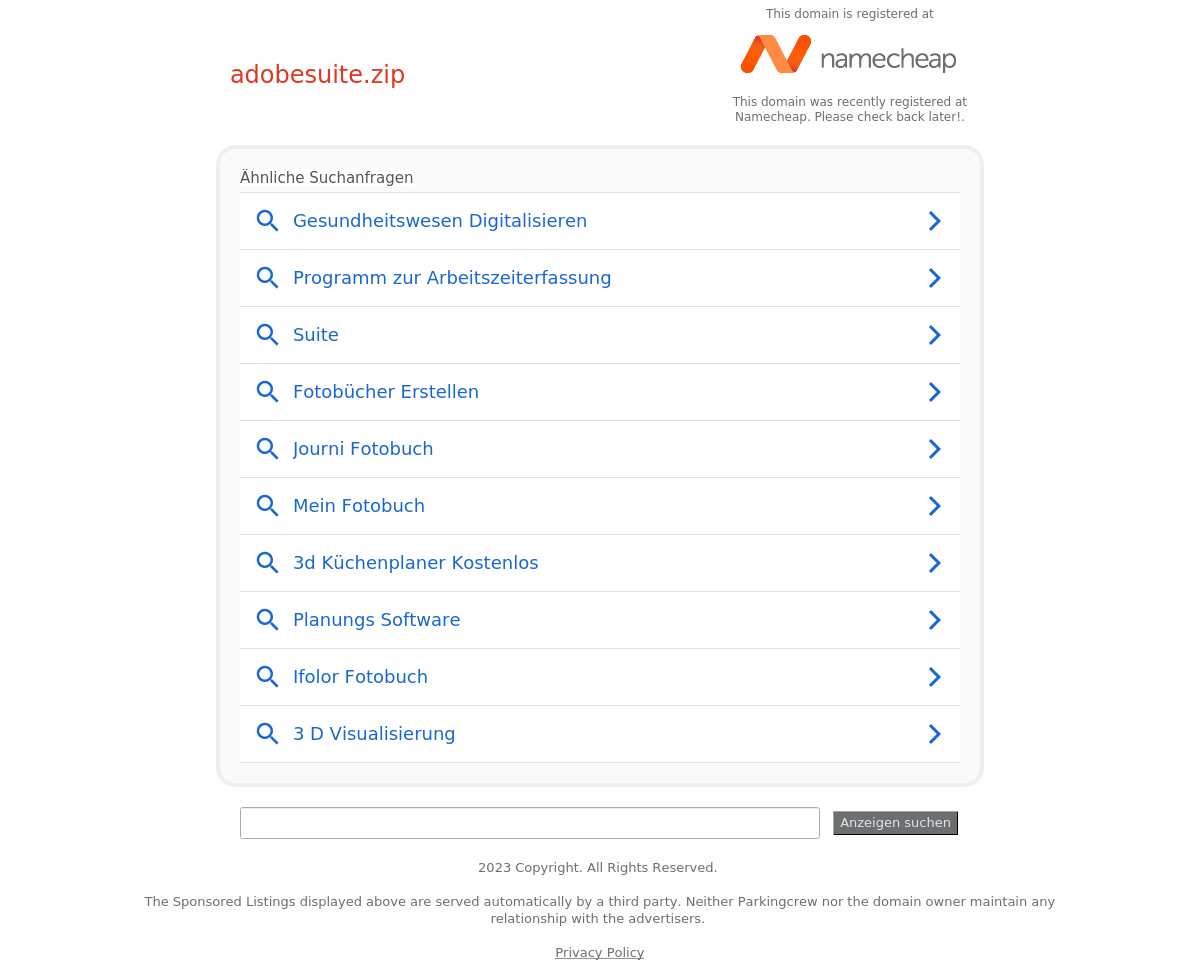 This domain is registered at
namecheap
adobesuite.zip
This domain was recently registered at
Namecheap. Please check back later!.
Ähnliche Suchanfragen
Gesundheitswesen Digitalisieren
Programm zur Arbeitszeiterfassung
Suite
Fotobücher Erstellen
Journi Fotobuch
Mein Fotobuch
3d Küchenplaner Kostenlos
Planungs Software
Ifolor Fotobuch
3 D Visualisierung
Anzeigen suchen
2023 Copyright. All Rights Reserved.
The Sponsored Listings displayed above are served automatically by a third party. Neither Parkingcrew nor the domain owner maintain any
relationship with the advertisers.
Privacy Policy